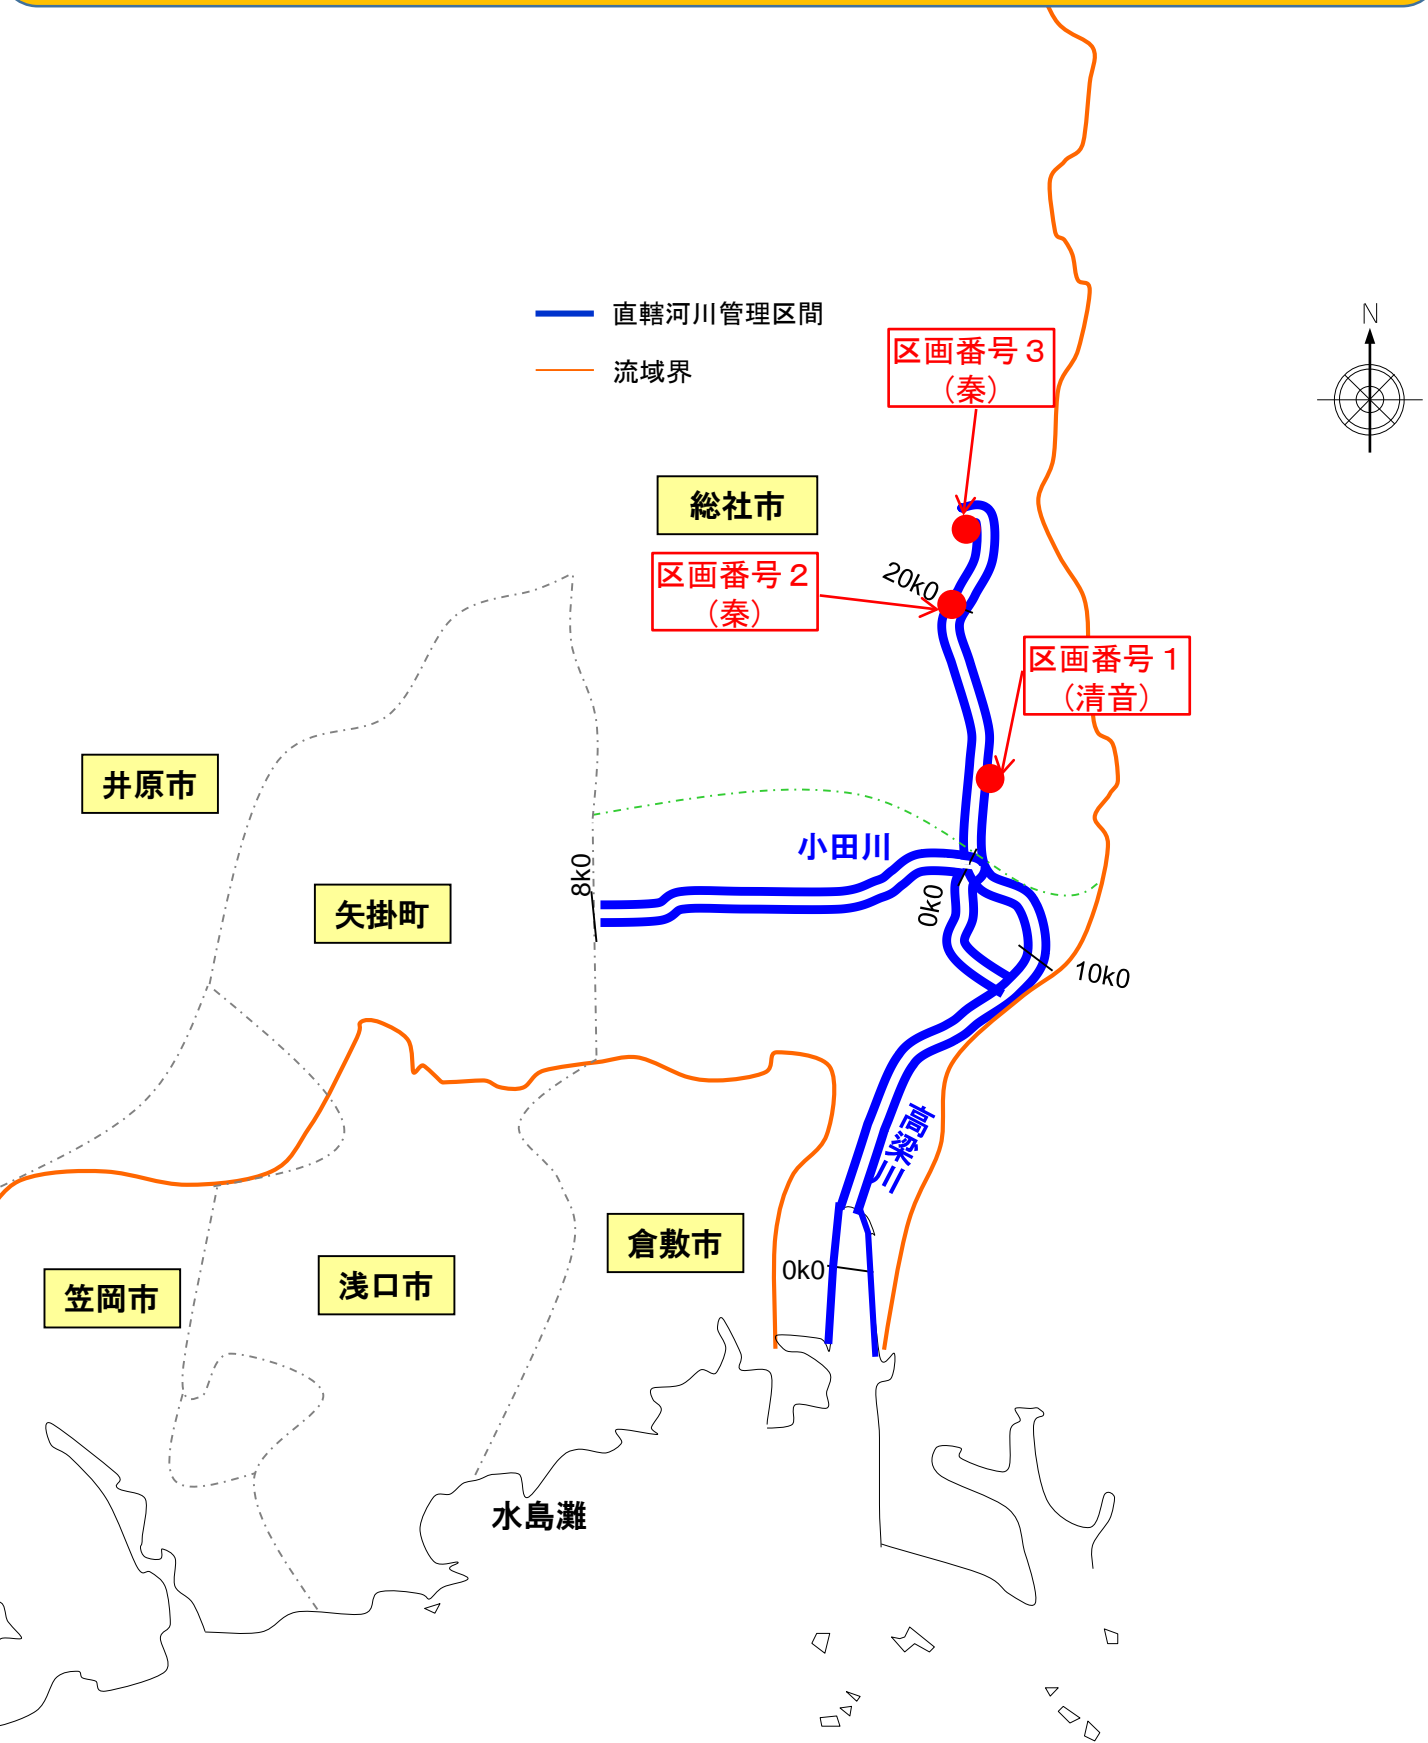 直轄河川管理区間
流域界
N
区画番号３
（秦）
総社市
区画番号２
（秦）
20k0
区画番号１
（清音）
井原市
小田川
8k0
矢掛町
0k0
10k0
高梁川
倉敷市
0k0
浅口市
笠岡市
水島灘